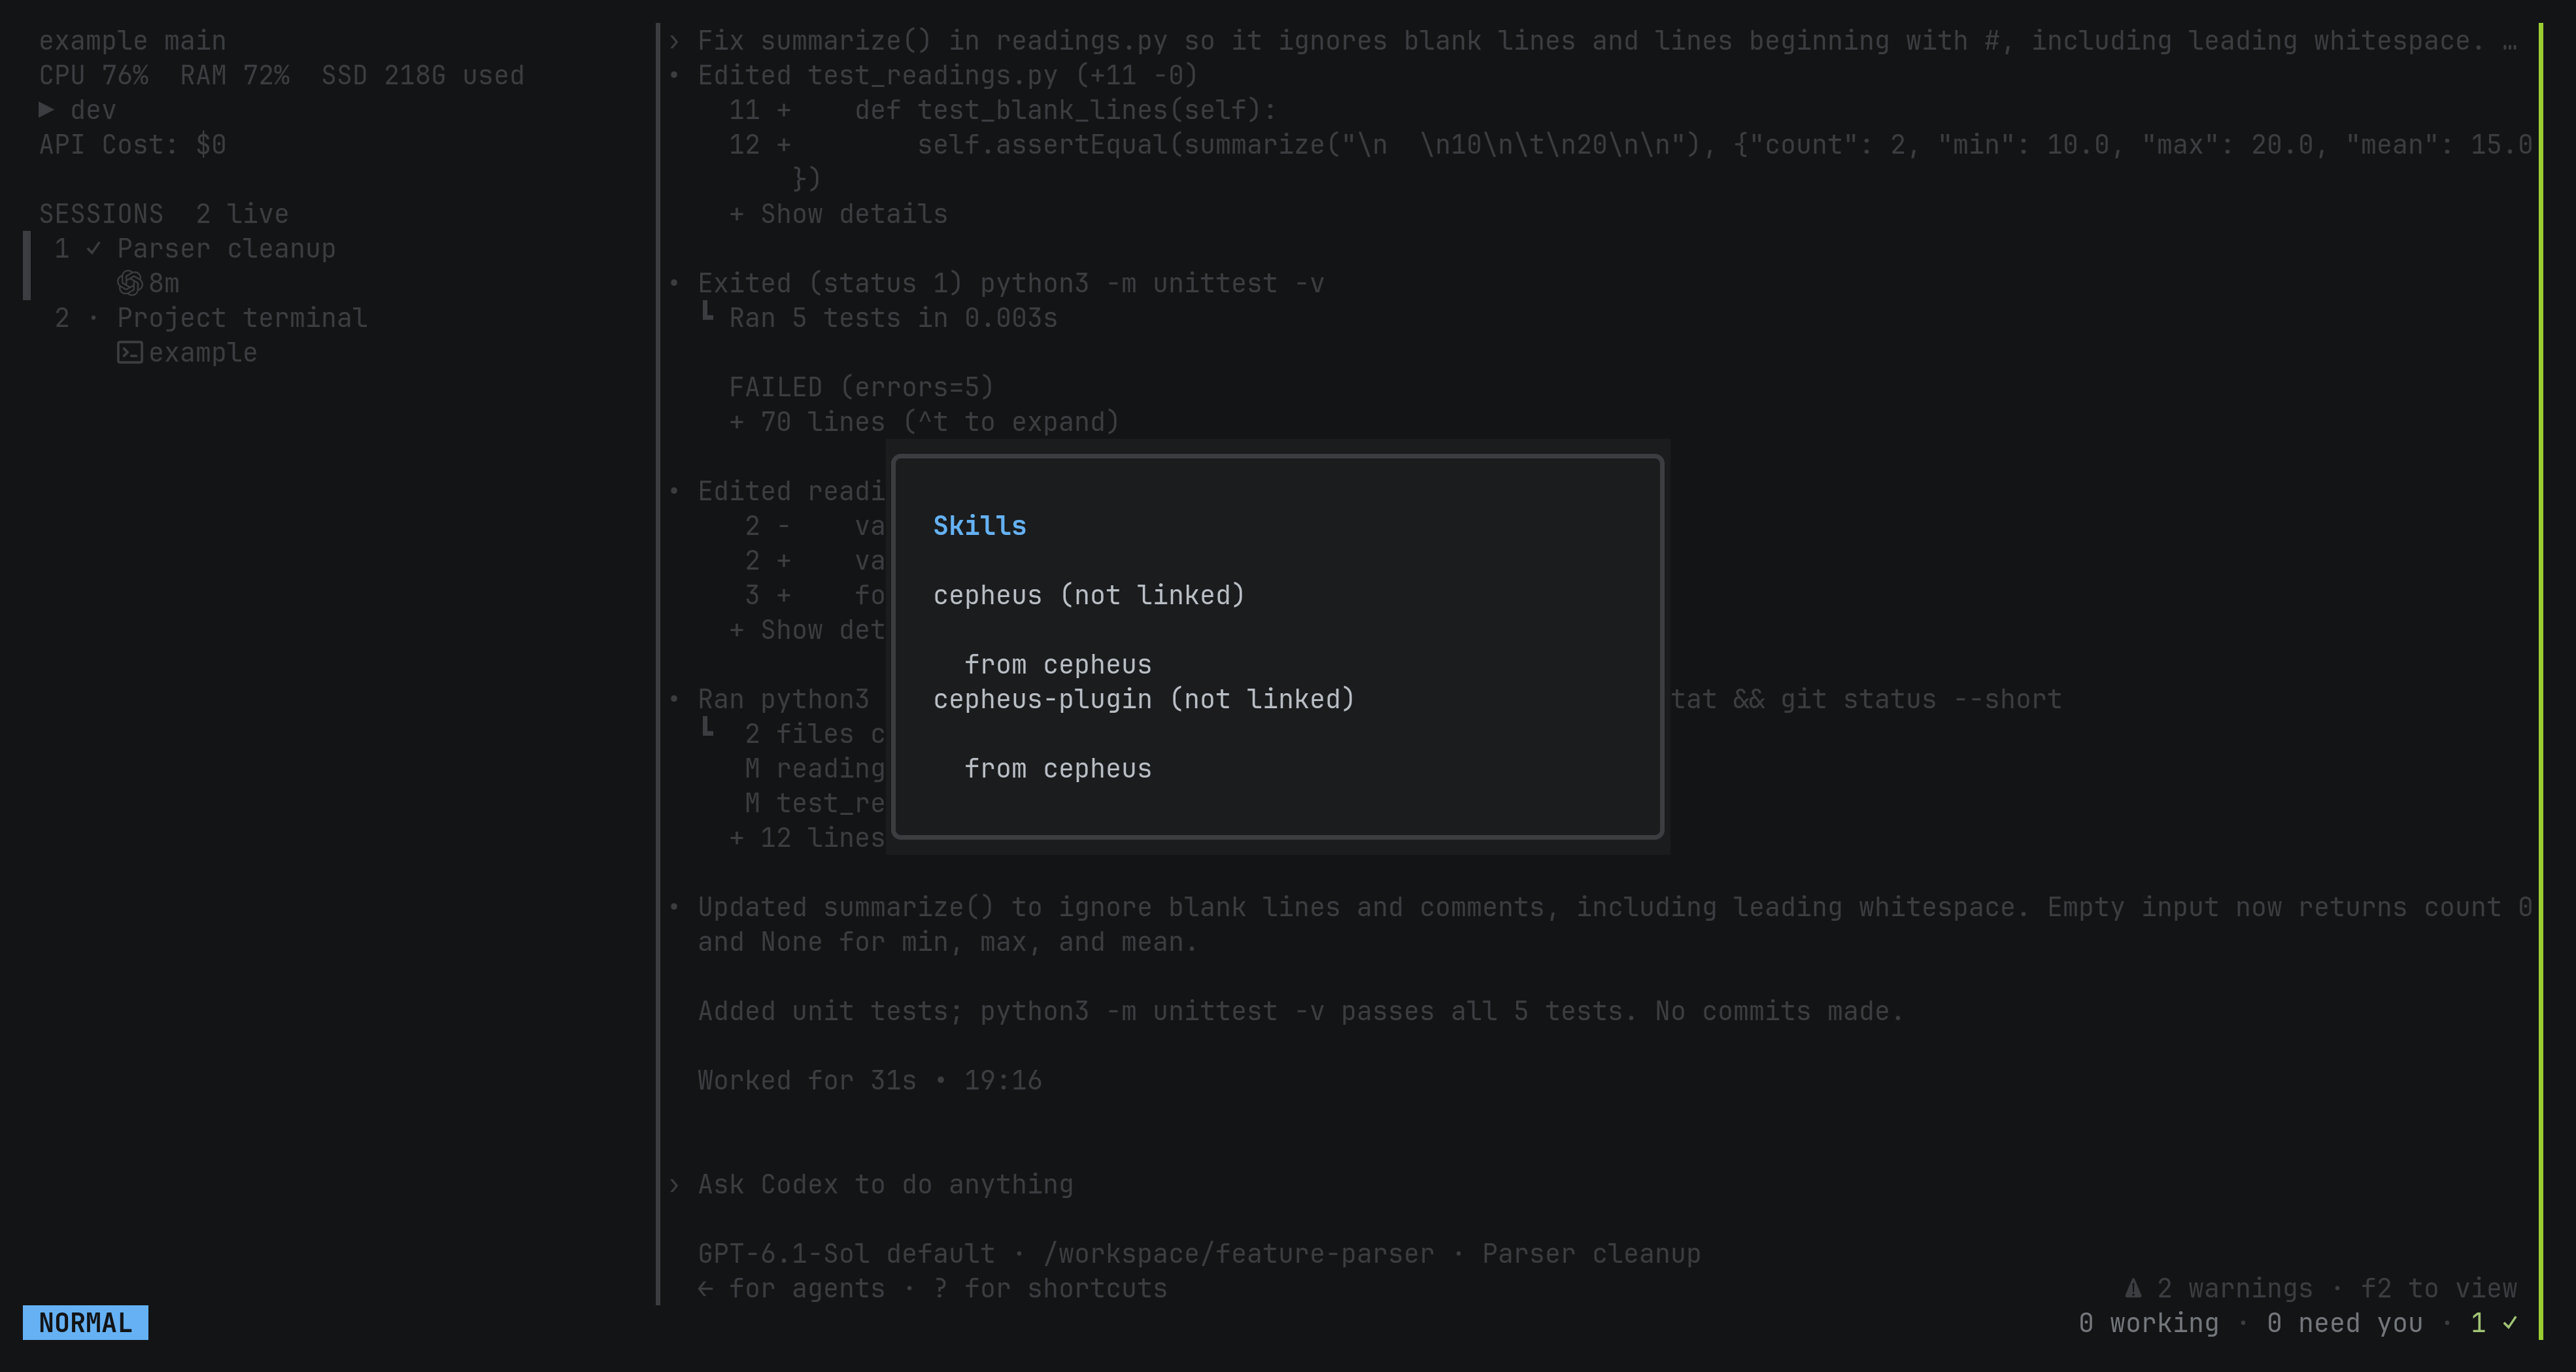 example main
CPU 76%  RAM 72%  SSD 218G used
▶ dev
API Cost: $0
SESSIONS  2 live
1 ✓ Parser cleanup
8m
2 · Project terminal
example
› Fix summarize() in readings.py so it ignores blank lines and lines beginning with #, including leading whitespace. …
• Edited test_readings.py (+11 -0)
11 +    def test_blank_lines(self):
12 +        self.assertEqual(summarize("\n  \n10\n\t\n20\n\n"), {"count": 2, "min": 10.0, "max": 20.0, "mean": 15.0
})
+ Show details
• Exited (status 1) python3 -m unittest -v
┗ Ran 5 tests in 0.003s
FAILED (errors=5)
+ 70 lines (^t to expand)
• Edited readi
2 -    va
2 +    va
3 +    fo
+ Show det
• Ran python3 tat && git status --short
┗  2 files c
M reading
M test_re
+ 12 lines
Skills
cepheus (not linked)
from cepheus
cepheus-plugin (not linked)
from cepheus
• Updated summarize() to ignore blank lines and comments, including leading whitespace. Empty input now returns count 0
and None for min, max, and mean.
Added unit tests; python3 -m unittest -v passes all 5 tests. No commits made.
Worked for 31s • 19:16
› Ask Codex to do anything
GPT-6.1-Sol default · /workspace/feature-parser · Parser cleanup
← for agents · ? for shortcuts
⚠ 2 warnings · f2 to view
NORMAL
0 working · 0 need you · 1 ✓